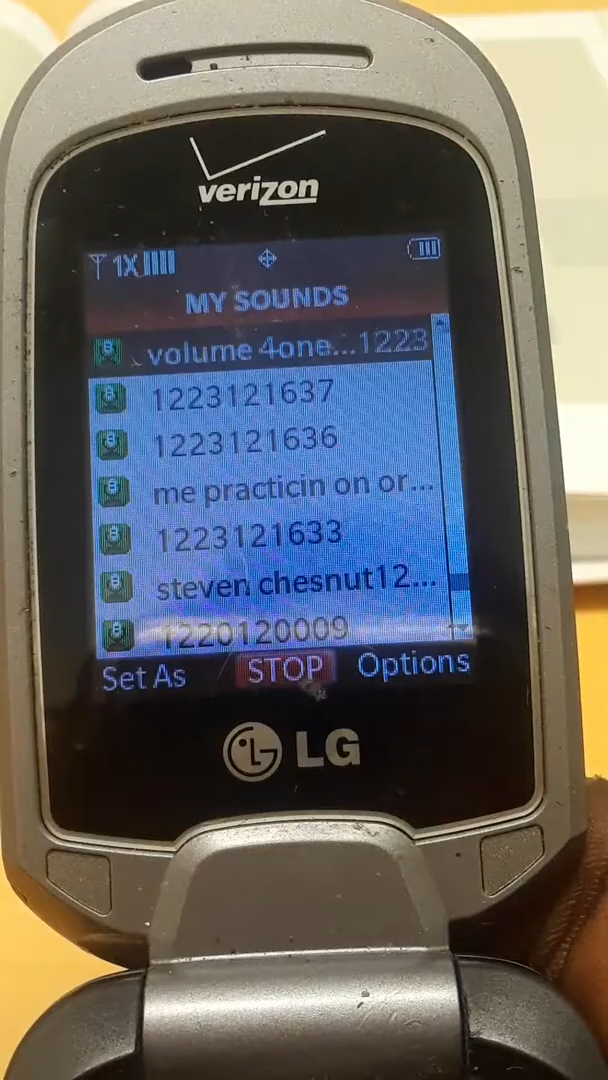 verizon
1X
MY SOUNDS
volume 4one...1223
1223121637
1223121636
me practicin on or...
1223121633
steven chesnut12...
1220120009
Set As STOP Options
LG